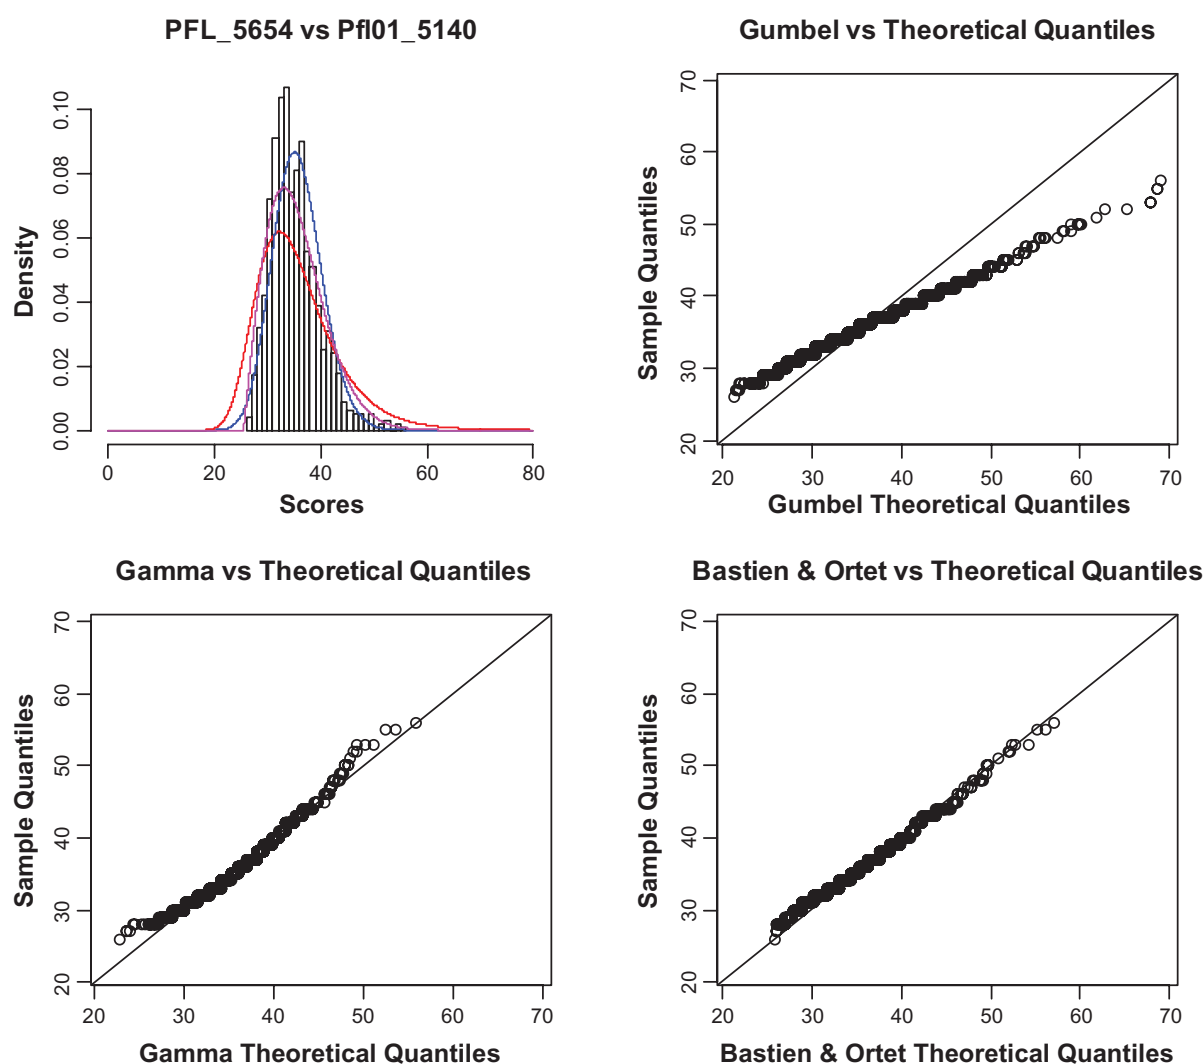 PFL_5654 vs Pfl01_5140
Density
0.00 0.02 0.04 0.06 0.08 0.10
0 20 40 60 80
Scores
Gumbel vs Theoretical Quantiles
Sample Quantiles
20 30 40 50 60 70
20 30 40 50 60 70
Gumbel Theoretical Quantiles
Gamma vs Theoretical Quantiles
Sample Quantiles
20 30 40 50 60 70
20 30 40 50 60 70
Gamma Theoretical Quantiles
Bastien & Ortet vs Theoretical Quantiles
Sample Quantiles
20 30 40 50 60 70
20 30 40 50 60 70
Bastien & Ortet Theoretical Quantiles